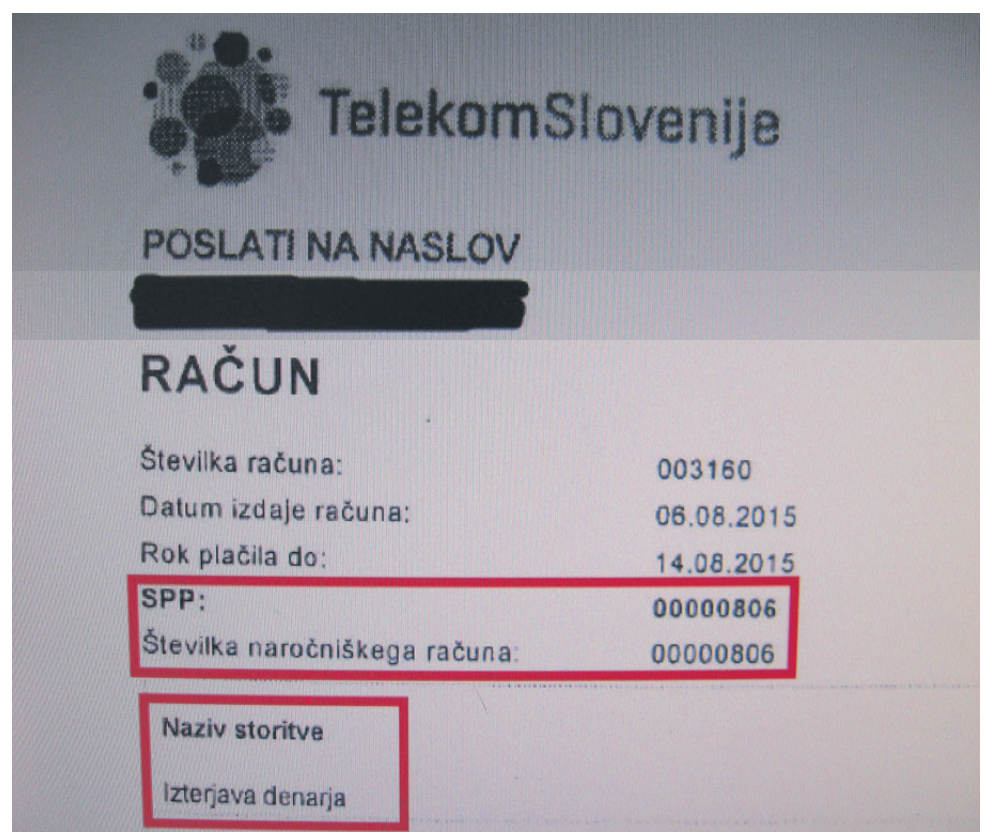 TelekomSlovenije
POSLATI NA NASLOV
RAČUN
Številka računa: 003160
Datum izdaje računa: 06.08.2015
Rok plačila do: 14.08.2015
SPP: 00000806
Številka naročniškega računa: 00000806
Naziv storitve
Izterjava denarja